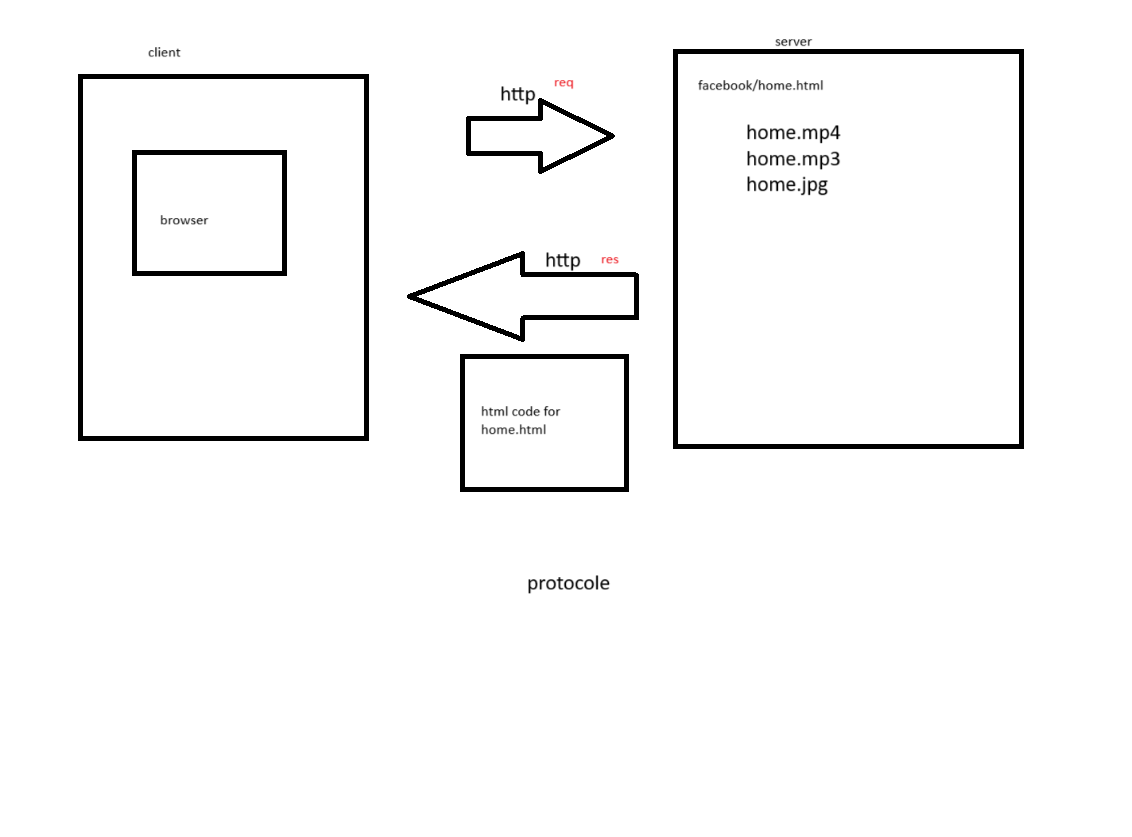 client
server
http req
facebook/home.html
home.mp4
home.mp3
home.jpg
browser
http res
html code for
home.html
protocole